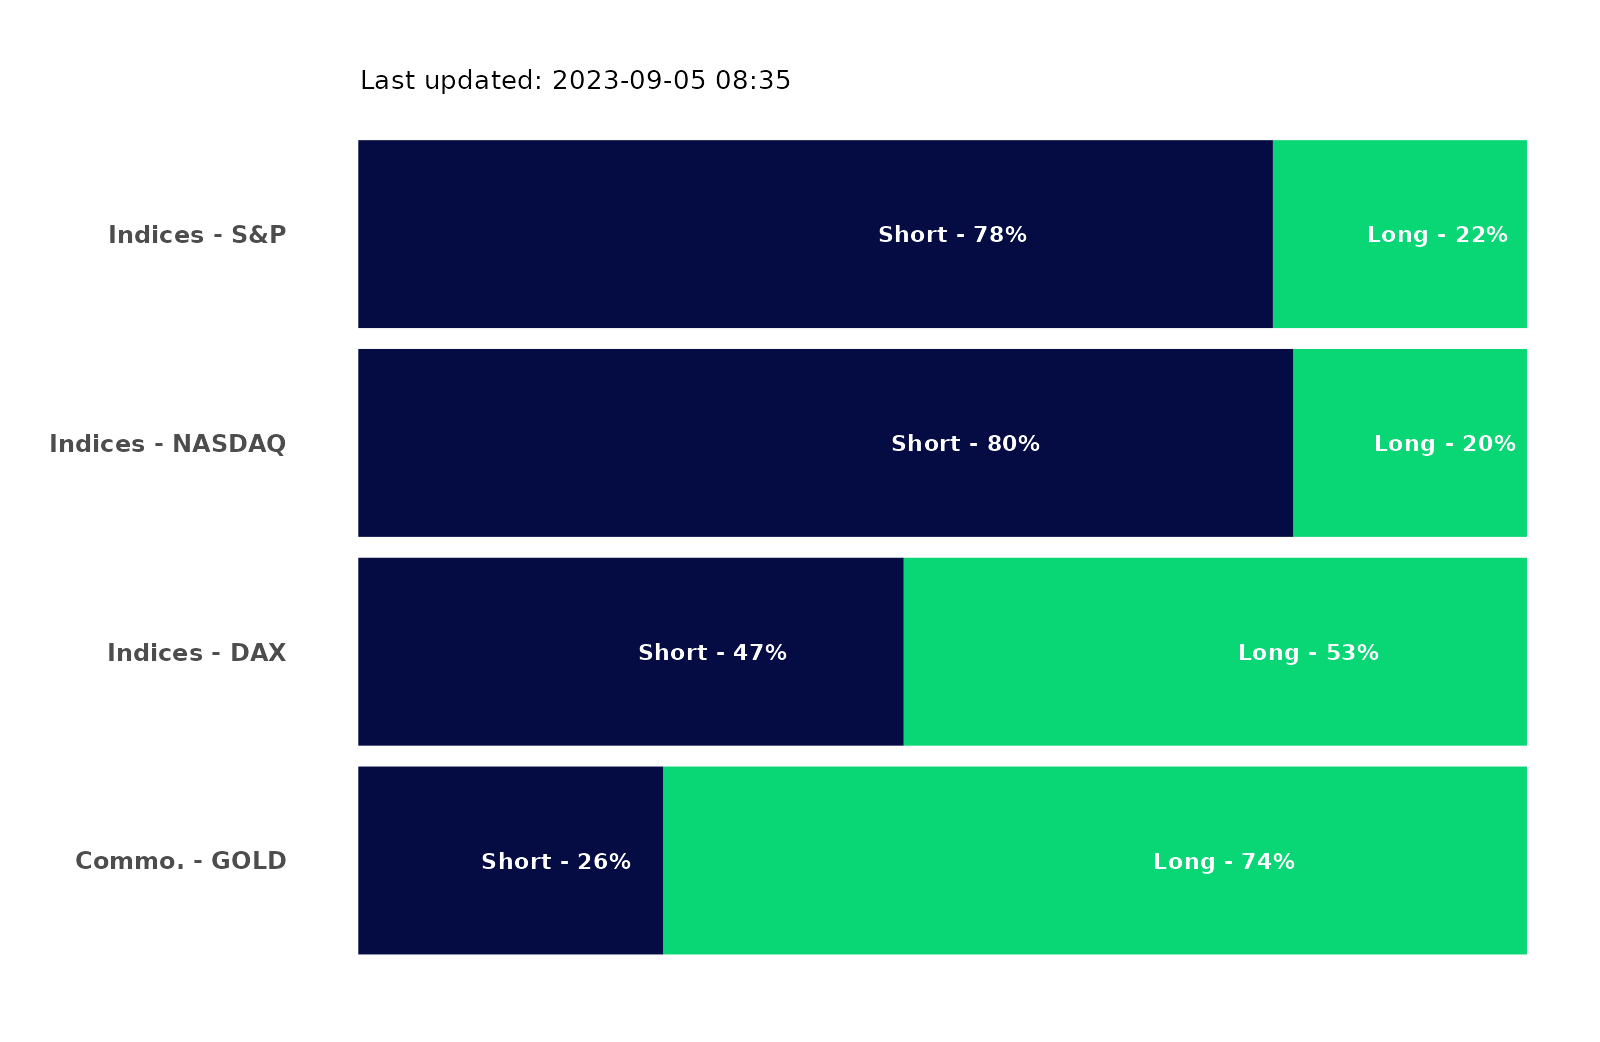 Last updated: 2023-09-05 08:35
Indices - S&P
Short - 78%
Long - 22%
Indices - NASDAQ
Short - 80%
Long - 20%
Indices - DAX
Short - 47%
Long - 53%
Commo. - GOLD
Short - 26%
Long - 74%